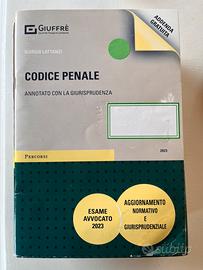 GIUFFRÈ
ADDENDA
GRATUITA
GIORGIO LATTANZI
CODICE PENALE
ANNOTATO CON LA GIURISPRUDENZA
PERCORSI
2023
ESAME
AVVOCATO
2023
AGGIORNAMENTO
NORMATIVO
E
GIURISPRUDENZIALE
subito